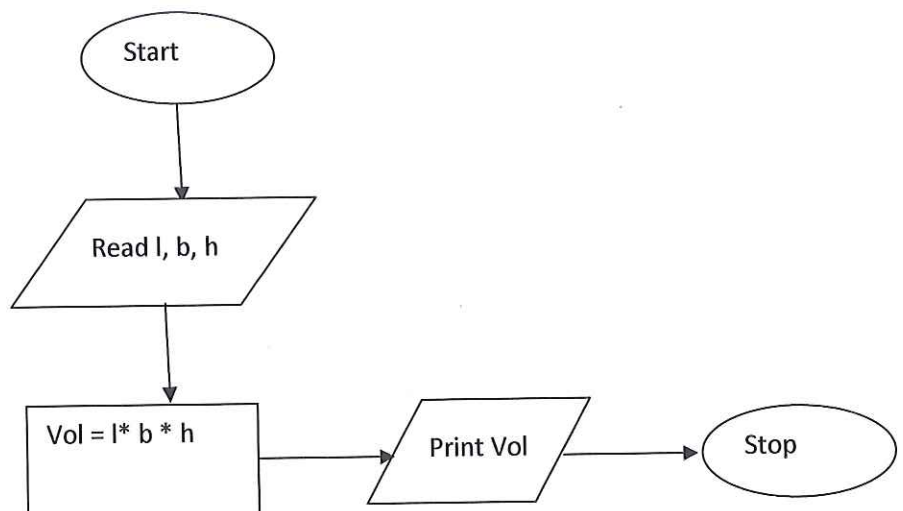 Start
Read l, b, h
Vol = l* b * h
Print Vol
Stop